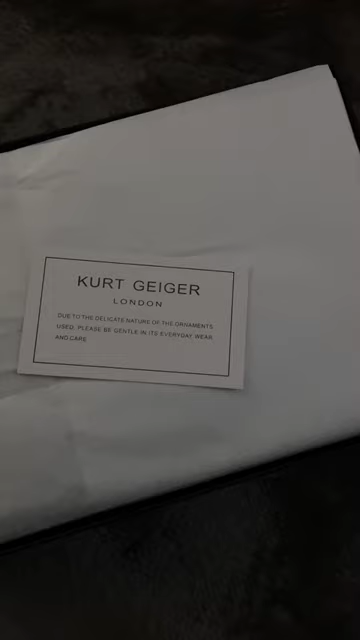 KURT GEIGER
LONDON
DUE TO THE DELICATE NATURE OF THE ORNAMENTS
USED, PLEASE BE GENTLE IN ITS EVERYDAY WEAR
AND CARE